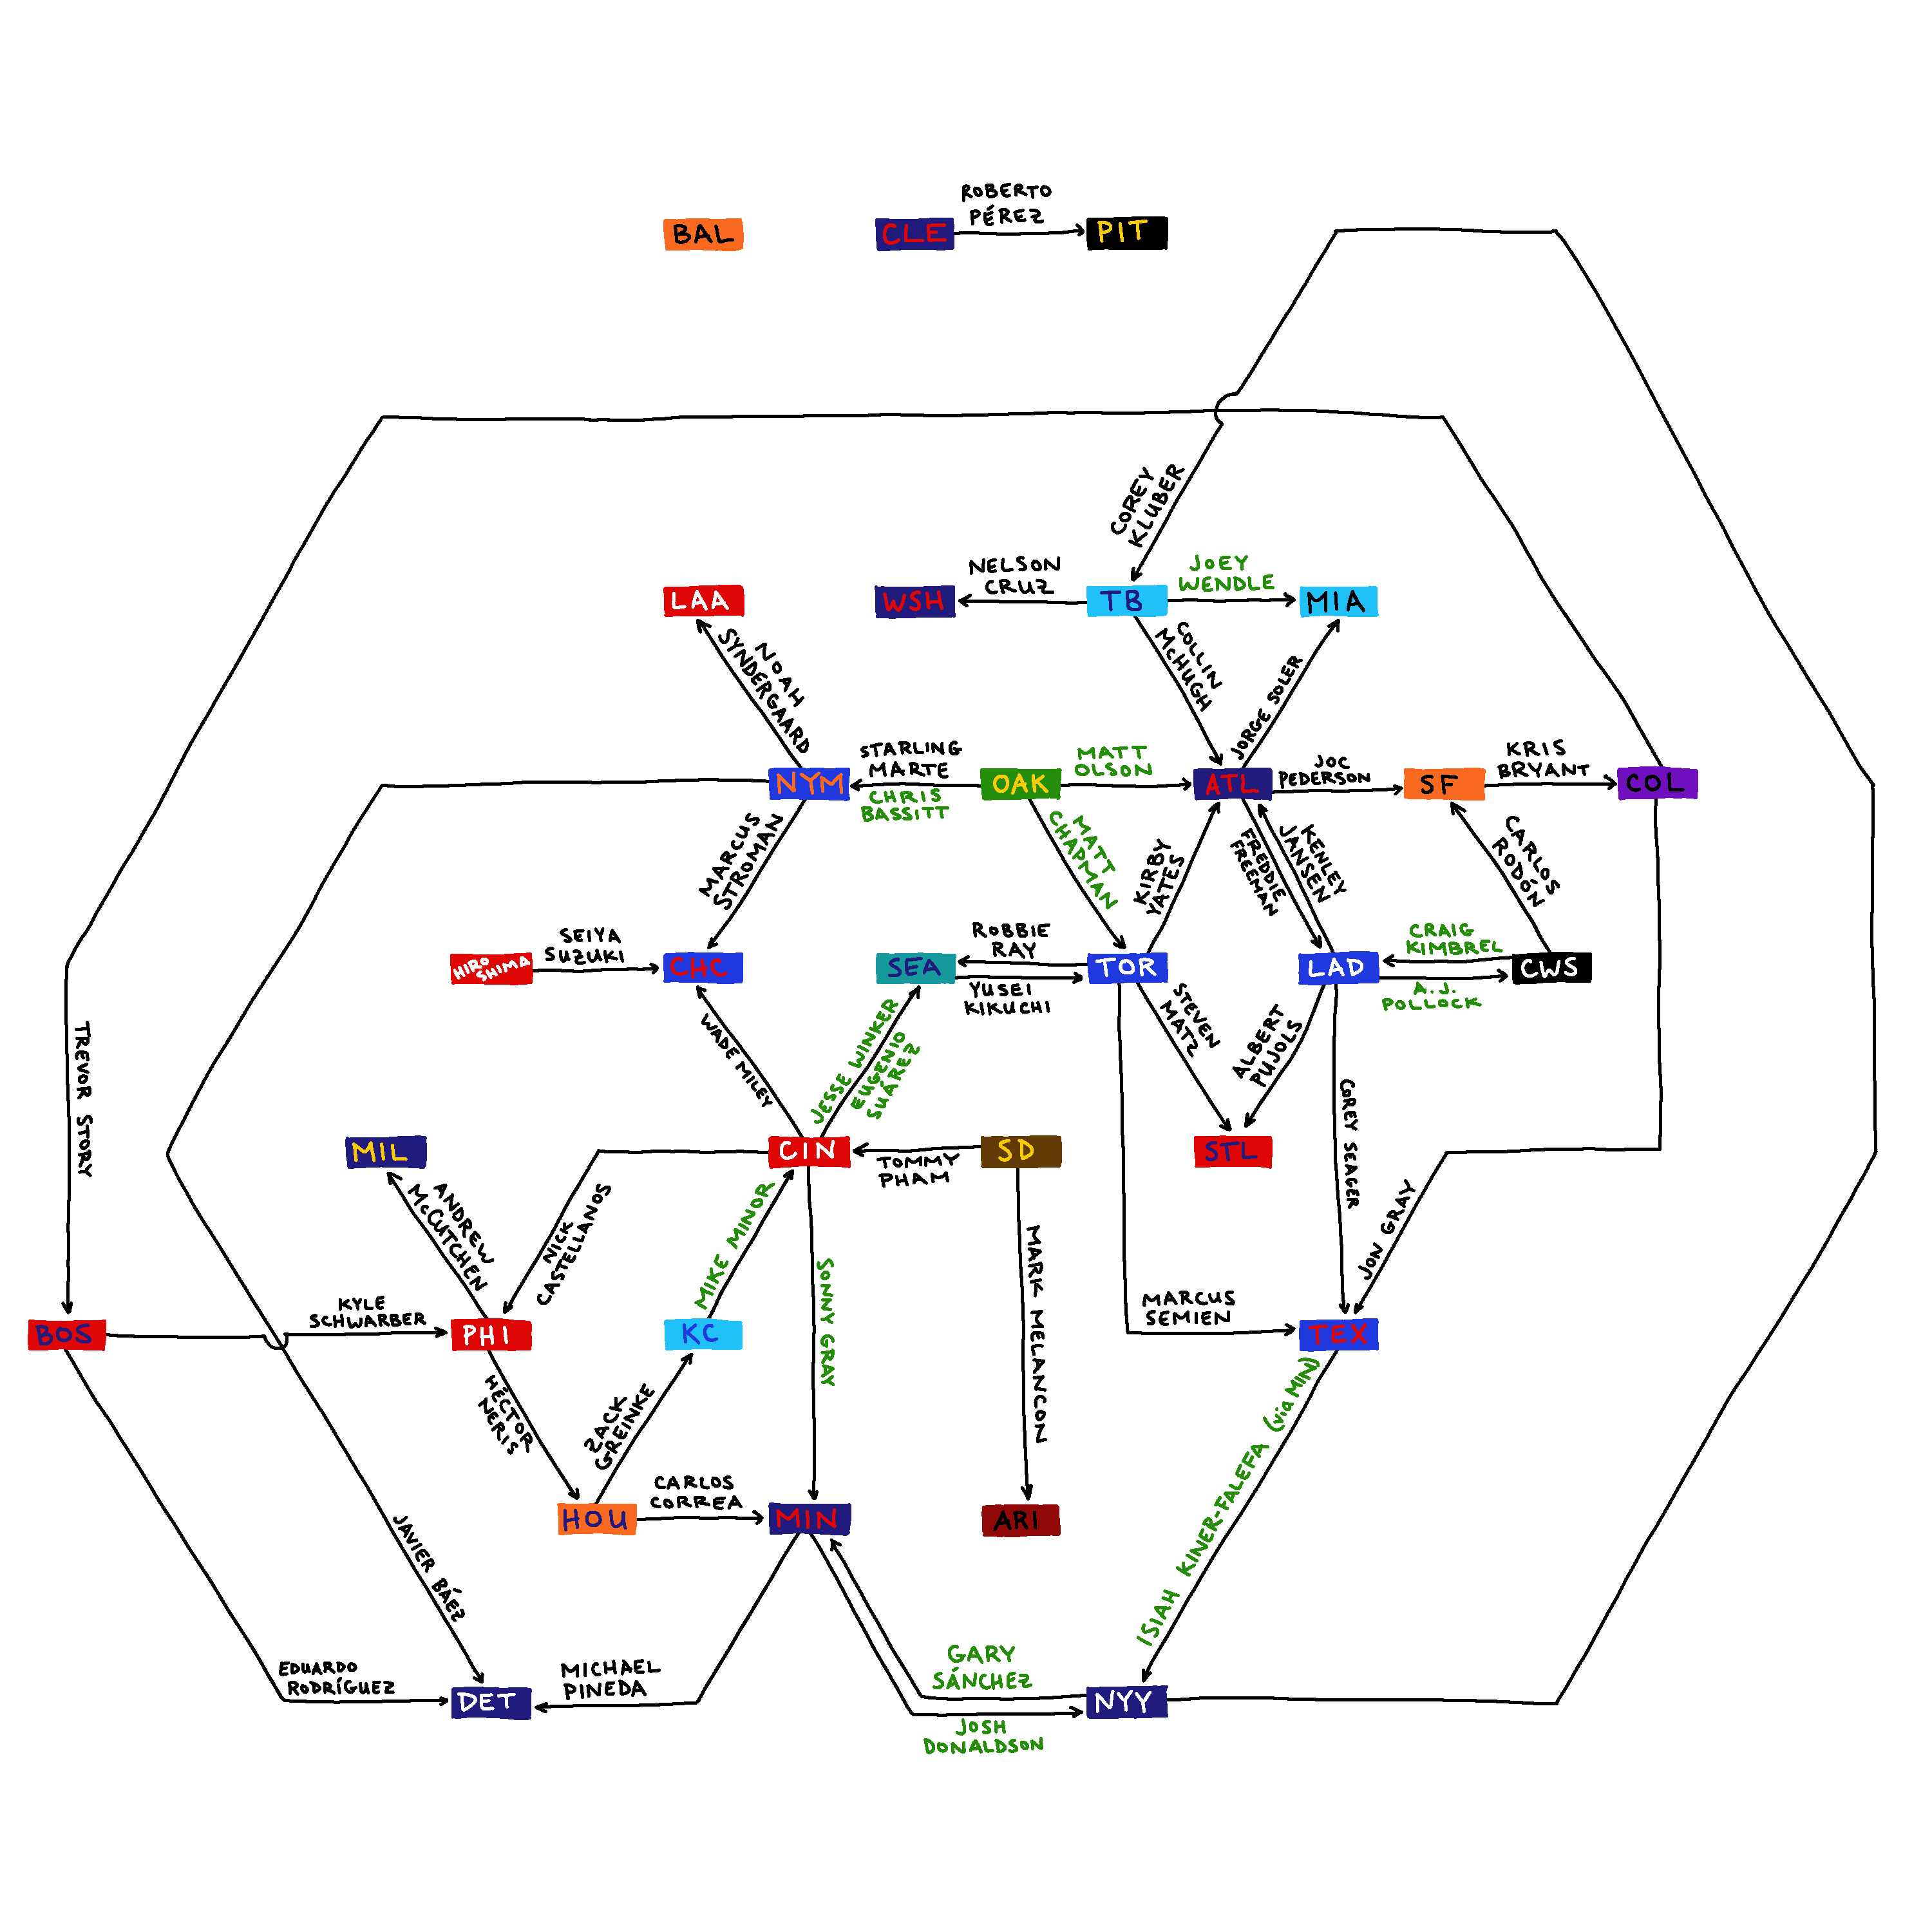 ROBERTO
PÉREZ
BAL
CLE
PIT
COREY
KLUBER
NELSON
CRUZ
JOEY
WENDLE
LAA
WSH
TB
MIA
NOAH
SYNDERGAARD
COLLIN
McHUGH
JORGE SOLER
STARLING
MARTE
MATT
OLSON
JOC
PEDERSON
KRIS
BRYANT
NYM
OAK
ATL
SF
COL
CHRIS
BASSITT
MARCUS
STROMAN
MATT
CHAPMAN
KIRBY
YATES
FREDDIE
FREEMAN
KENLEY
JANSEN
CARLOS
RODÓN
SEIYA
SUZUKI
ROBBIE
RAY
CRAIG
KIMBREL
HIRO
SHIMA
CHC
SEA
TOR
LAD
CWS
YUSEI
KIKUCHI
A.J.
POLLOCK
TREVOR STORY
WADE MILEY
JESSE WINKER
EUGENIO
SUÁREZ
STEVEN
MATZ
ALBERT
PUJOLS
COREY SEAGER
MIL
CIN
SD
STL
TOMMY
PHAM
ANDREW
McCUTCHEN
NICK
CASTELLANOS
MIKE MINOR
SONNY GRAY
MARK MELANCON
JON GRAY
KYLE
SCHWARBER
MARCUS
SEMIEN
BOS
PHI
KC
TEX
HÉCTOR
NERIS
ZACK
GREINKE
ISIAH KINER-FALEFA (via MIN)
CARLOS
CORREA
HOU
MIN
ARI
JAVIER BÁEZ
EDUARDO
RODRÍGUEZ
MICHAEL
PINEDA
GARY
SÁNCHEZ
DET
NYY
JOSH
DONALDSON